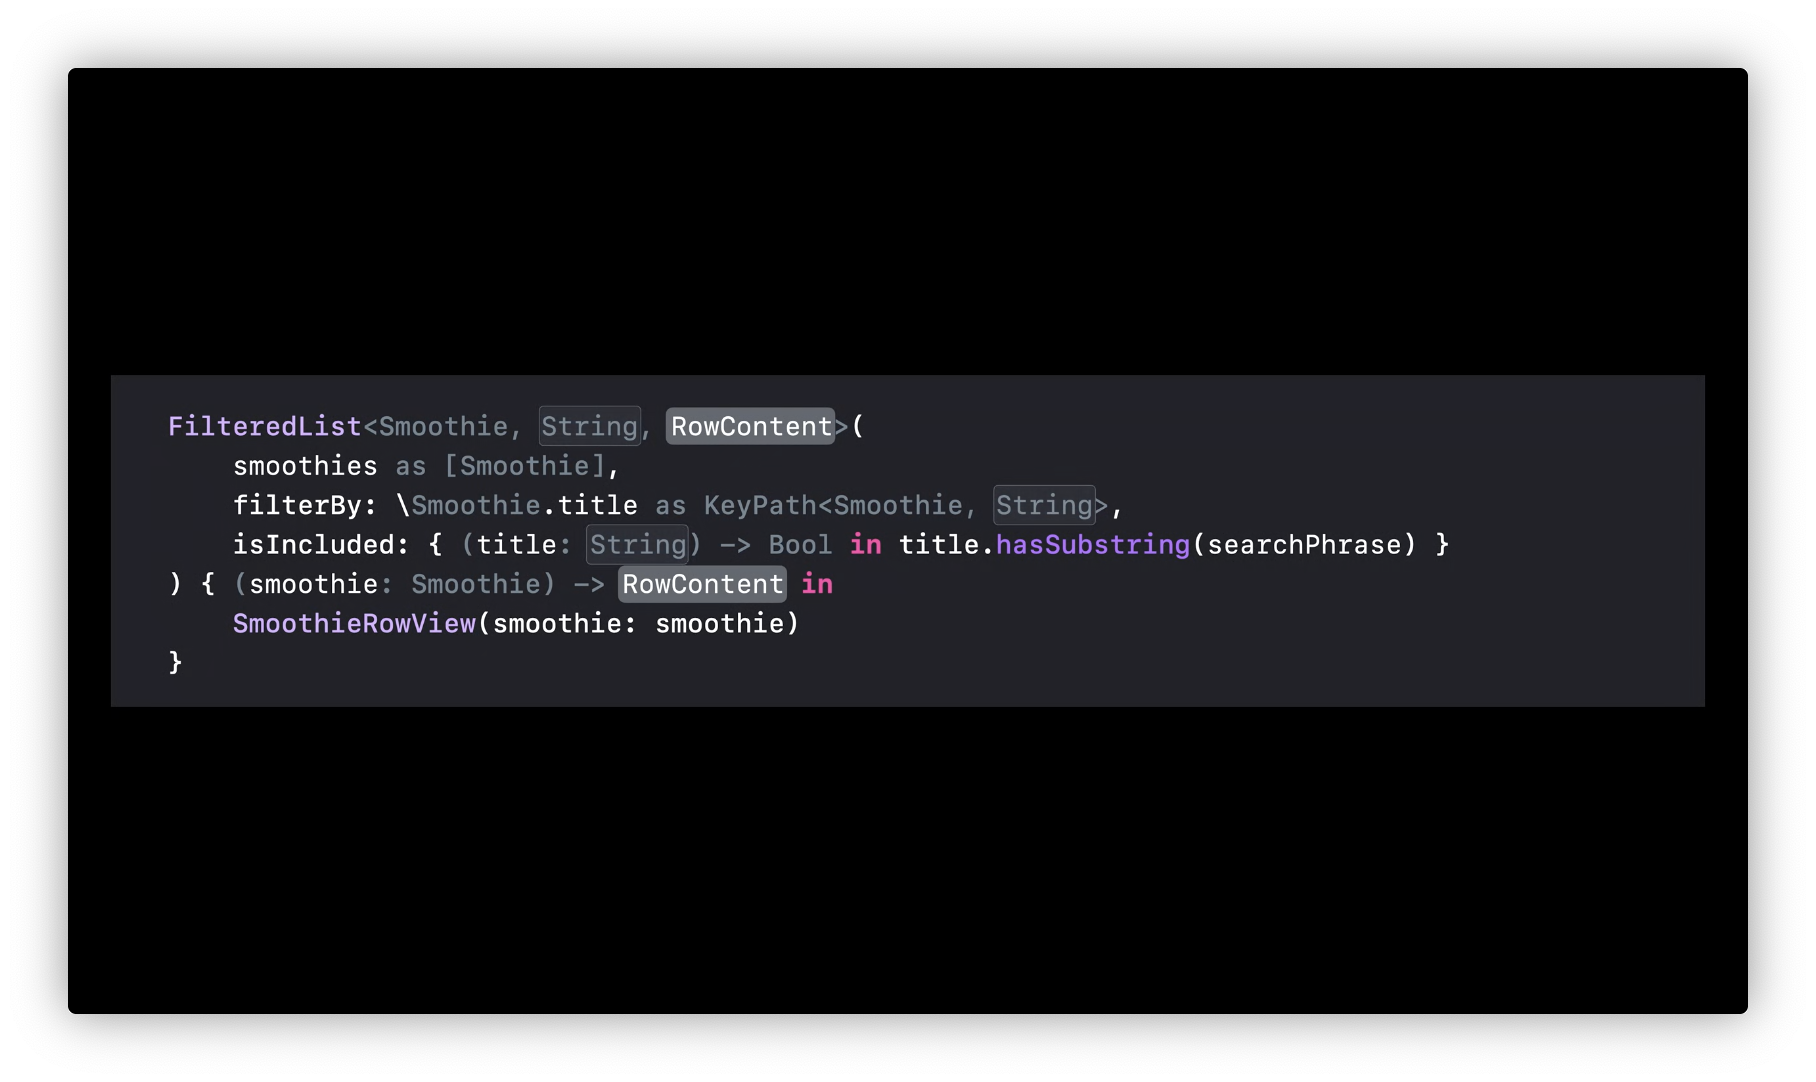 FilteredList<Smoothie, String, RowContent>(
smoothies as [Smoothie],
filterBy: \Smoothie.title as KeyPath<Smoothie, String>,
isIncluded: { (title: String) -> Bool in title.hasSubstring(searchPhrase) }
) { (smoothie: Smoothie) -> RowContent in
SmoothieRowView(smoothie: smoothie)
}